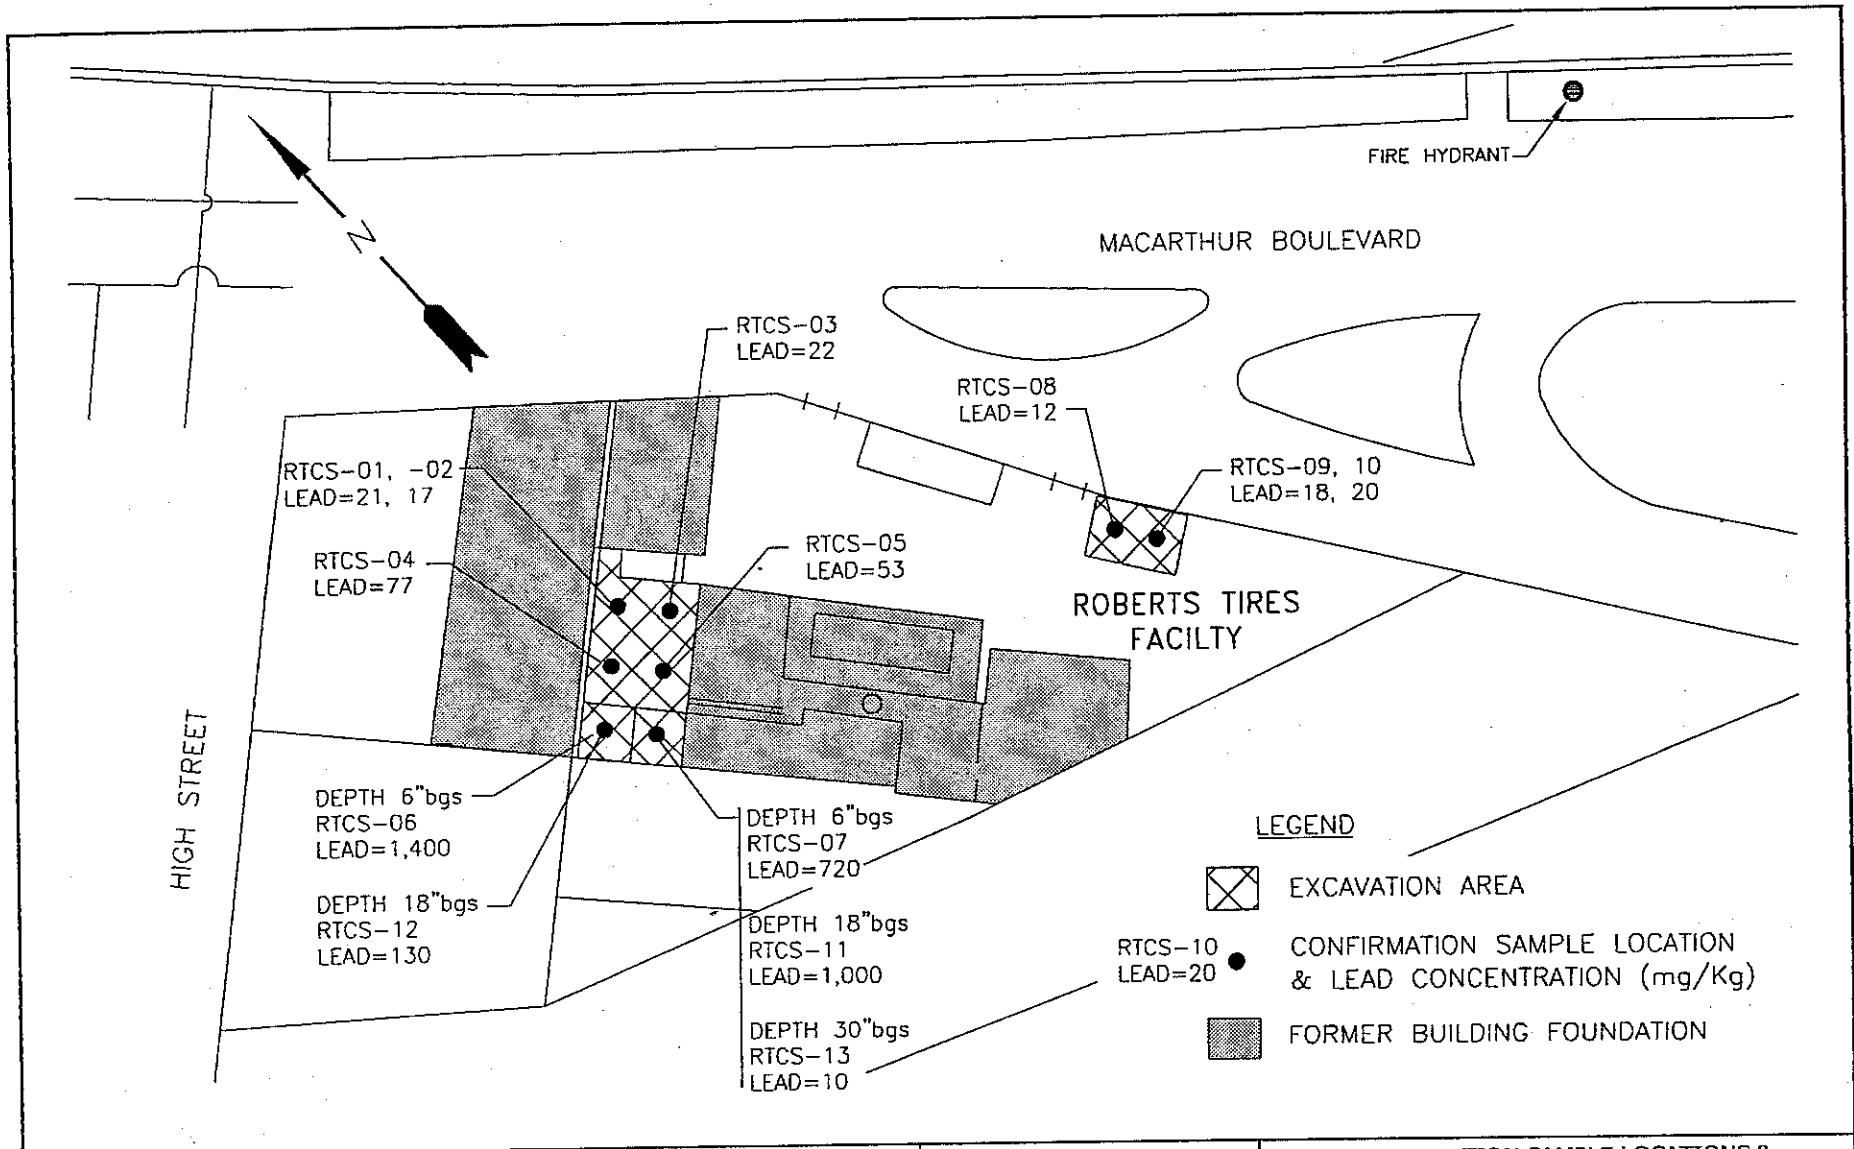 FIRE HYDRANT
MACARTHUR BOULEVARD
N
RTCS-03
LEAD=22
RTCS-08
LEAD=12
RTCS-01, -02
LEAD=21, 17
RTCS-09, 10
LEAD=18, 20
RTCS-04
LEAD=77
RTCS-05
LEAD=53
ROBERTS TIRES
FACILTY
HIGH STREET
DEPTH 6"bgs
RTCS-06
LEAD=1,400
DEPTH 18"bgs
RTCS-12
LEAD=130
DEPTH 6"bgs
RTCS-07
LEAD=720
DEPTH 18"bgs
RTCS-11
LEAD=1,000
DEPTH 30"bgs
RTCS-13
LEAD=10
LEGEND
EXCAVATION AREA
RTCS-10
LEAD=20
CONFIRMATION SAMPLE LOCATION
& LEAD CONCENTRATION (mg/Kg)
FORMER BUILDING FOUNDATION
SAMPLE LOCATIONS &